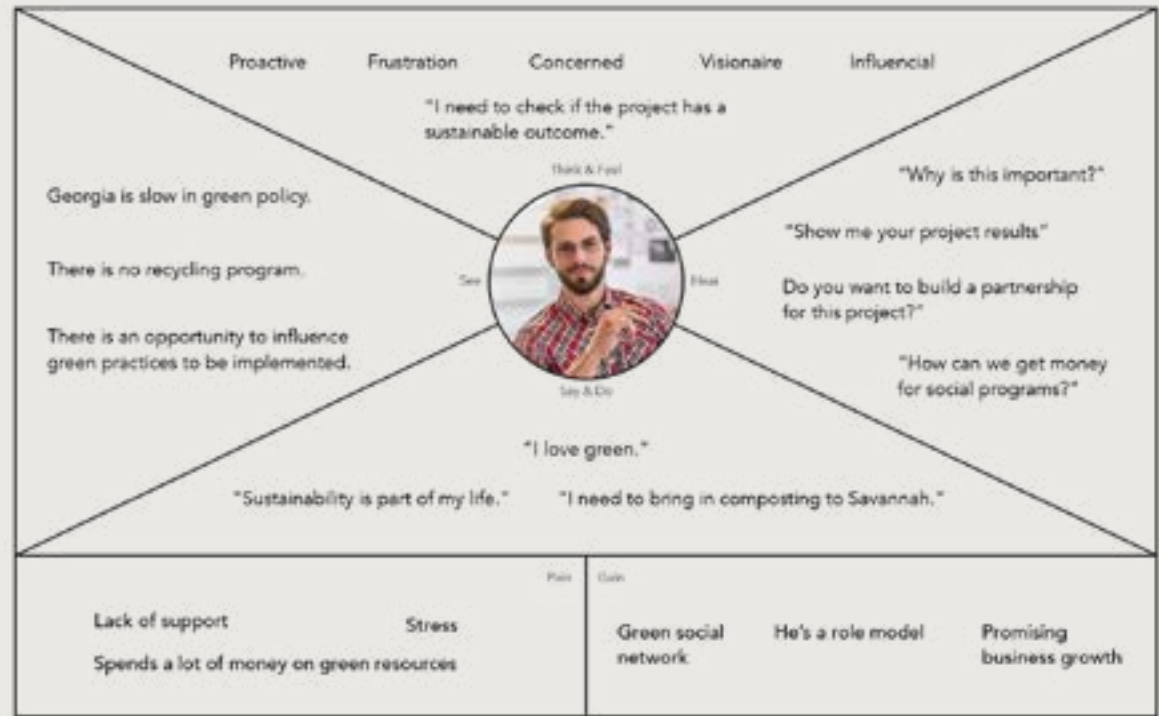 Proactive Frustration Concerned Visionaire Influencial
"I need to check if the project has a
sustainable outcome."
Think & Feel
Georgia is slow in green policy.
There is no recycling program.
There is an opportunity to influence
green practices to be implemented.
See
Hear
"Why is this important?"
"Show me your project results"
Do you want to build a partnership
for this project?"
"How can we get money
for social programs?"
Say & Do
"I love green."
"Sustainability is part of my life."
"I need to bring in composting to Savannah."
Pain
Lack of support
Stress
Spends a lot of money on green resources
Gain
Green social
network
He's a role model
Promising
business growth